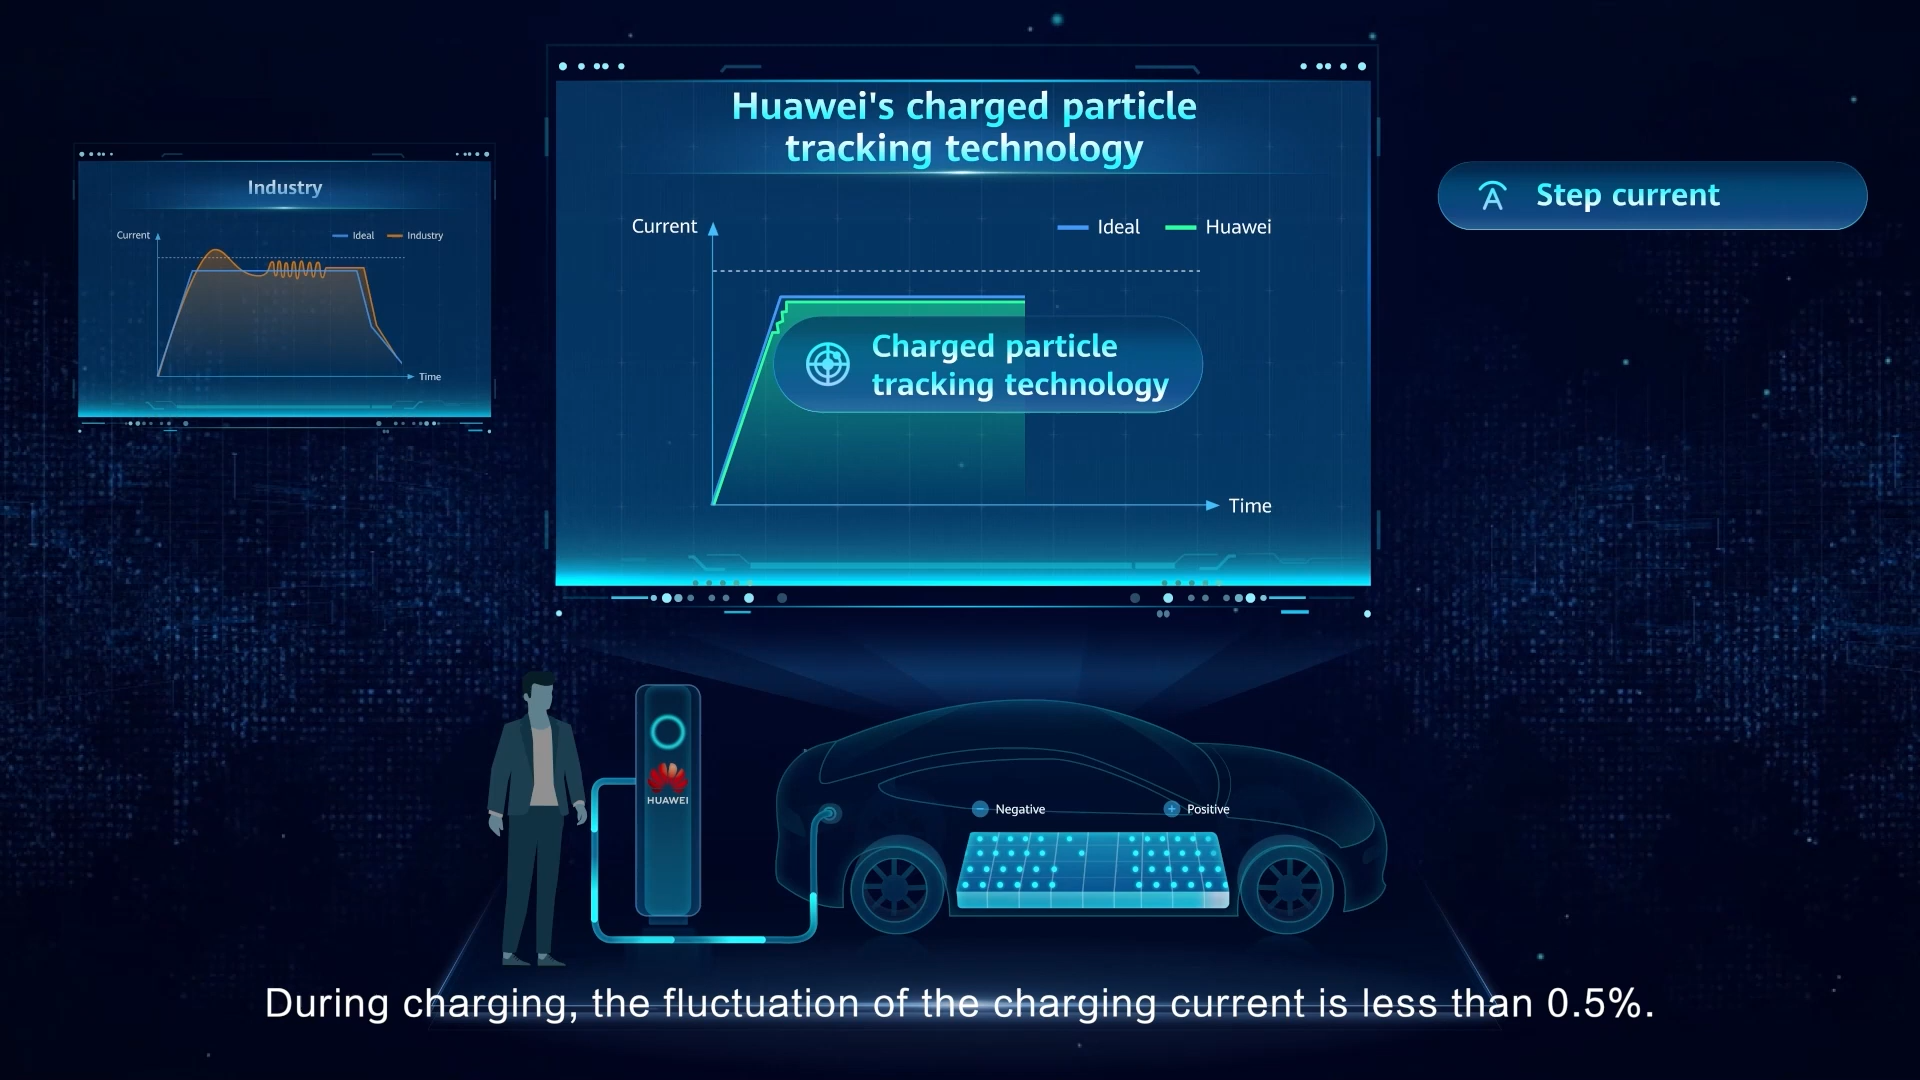 Huawei's charged particle
tracking technology
Industry
Current
Ideal
Industry
Time
Current
Ideal
Huawei
Charged particle
tracking technology
Time
Step current
HUAWEI
Negative
Positive
During charging, the fluctuation of the charging current is less than 0.5%.